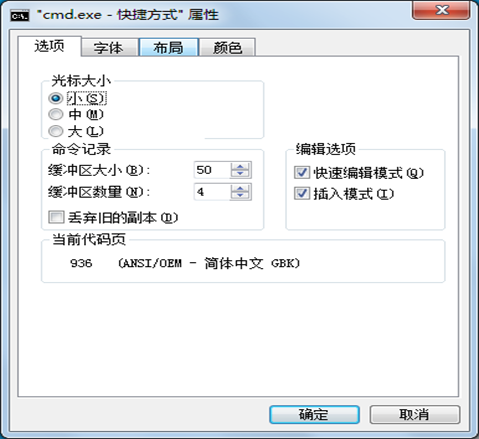 "cmd.exe - 快捷方式" 属性
选项 字体 布局 颜色
光标大小
小(S)
中(M)
大(L)
命令记录
缓冲区大小(B): 50
缓冲区数量(N): 4
丢弃旧的副本(D)
编辑选项
快速编辑模式(Q)
插入模式(I)
当前代码页
936 (ANSI/OEM - 简体中文 GBK)
确定 取消